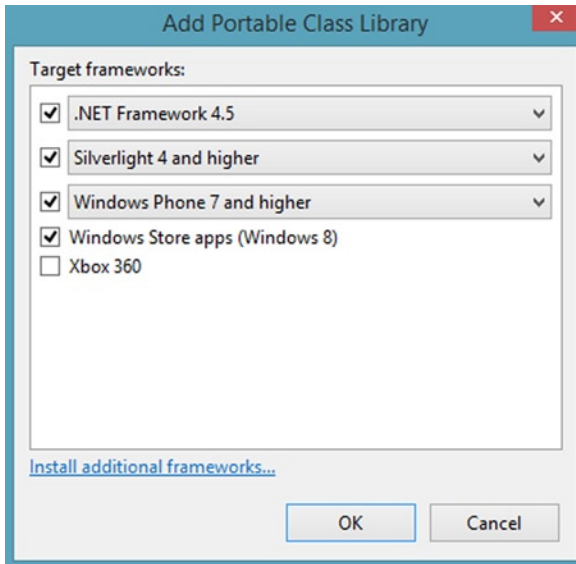 Add Portable Class Library
Target frameworks:
.NET Framework 4.5
Silverlight 4 and higher
Windows Phone 7 and higher
Windows Store apps (Windows 8)
Xbox 360
Install additional frameworks...
OK
Cancel